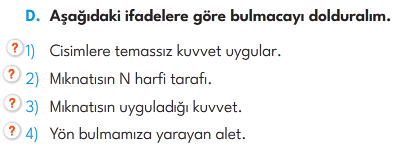 D. Aşağıdaki ifadelere göre bulmacayı dolduralım.
? 1) Cisimlere temassız kuvvet uygular.
? 2) Mıknatısın N harfi tarafı.
? 3) Mıknatısın uyguladığı kuvvet.
? 4) Yön bulmamıza yarayan alet.